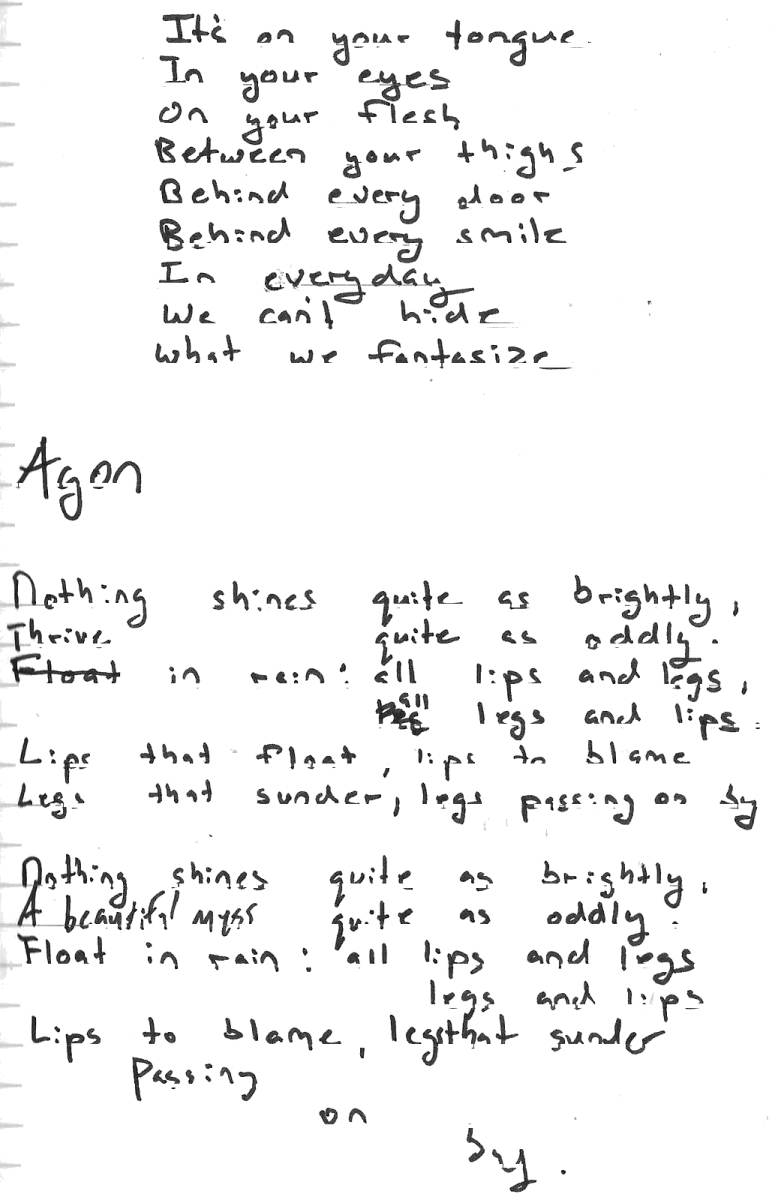 It's on your tongue
In your eyes
On your flesh
Between your thighs
Behind every door
Behind every smile
In everyday
We can't hide
what we fantasize
Agon
Nothing shines quite as brightly,
Thrive quite as oddly.
Float in rain: all lips and legs,
all legs and lips.
Lips that float, lips to blame
Legs that sunder, legs passing on by
Nothing shines quite as brightly,
A beautiful myss quite as oddly.
Float in rain: all lips and legs
legs and lips
Lips to blame, legs that sunder
Passing
on
by.